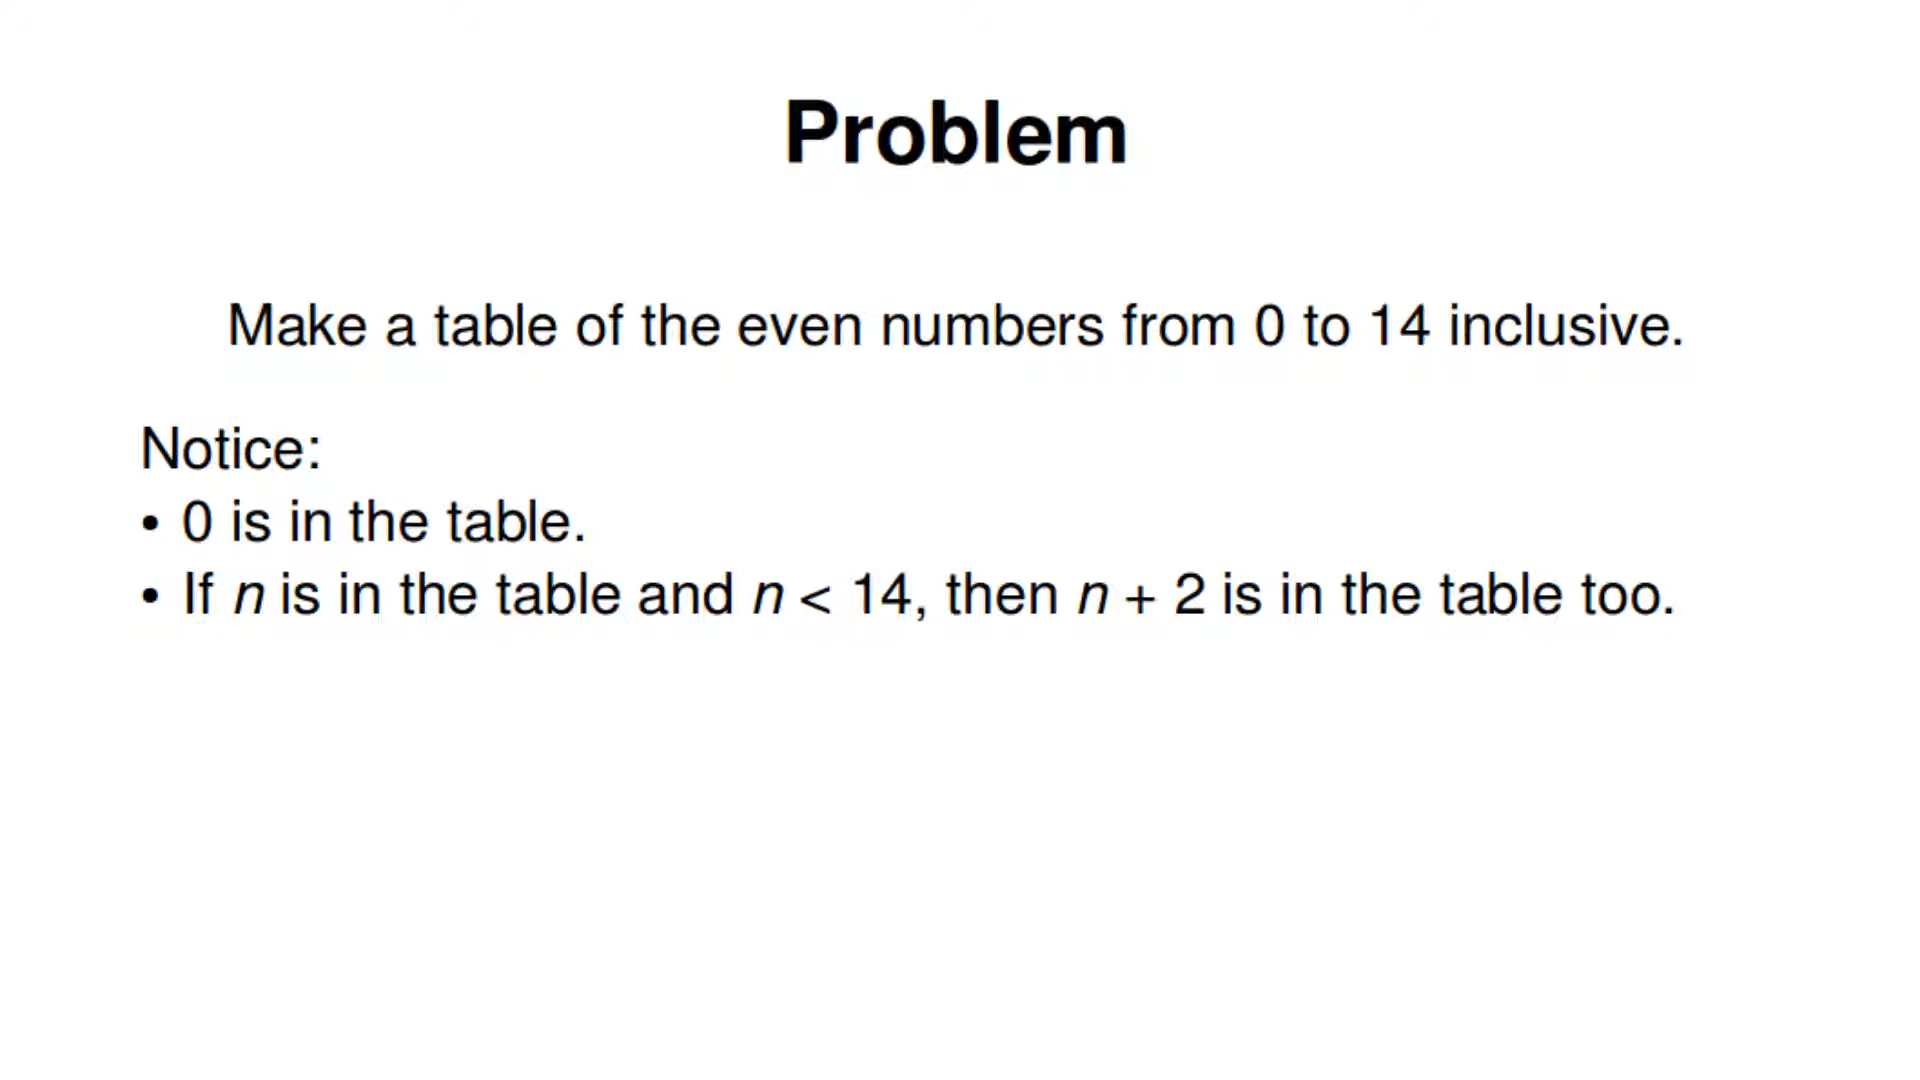 Problem
Make a table of the even numbers from 0 to 14 inclusive.
Notice:
• 0 is in the table.
• If n is in the table and n < 14, then n + 2 is in the table too.